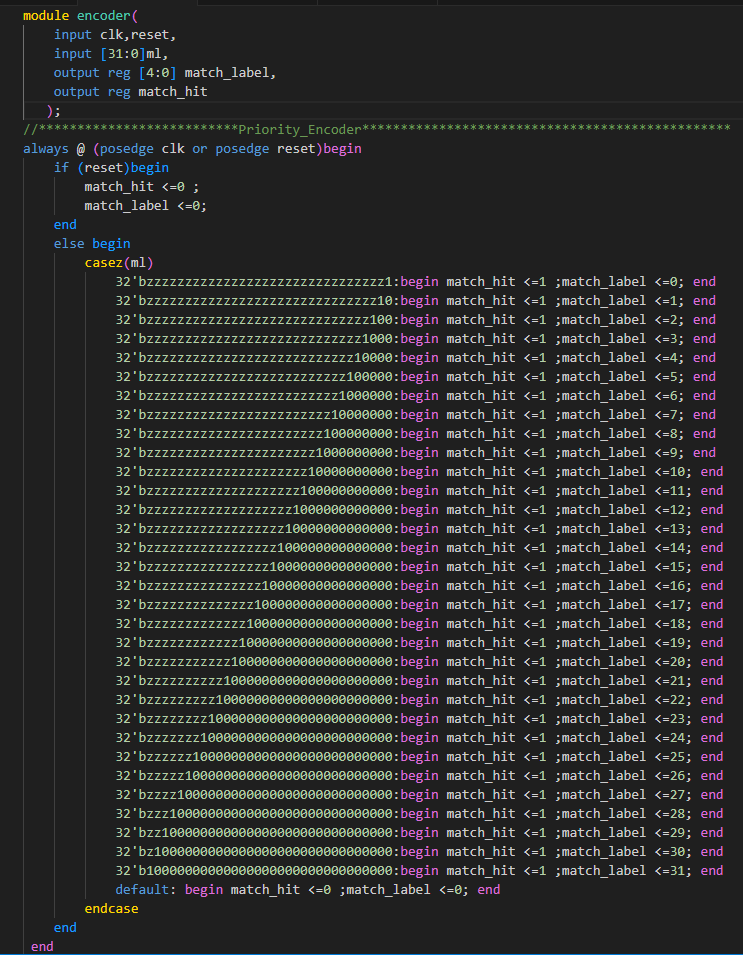 module encoder(
input clk,reset,
input [31:0]ml,
output reg [4:0] match_label,
output reg match_hit
);
//**************************Priority_Encoder************************************************
always @ (posedge clk or posedge reset)begin
if (reset)begin
match_hit <=0 ;
match_label <=0;
end
else begin
casez(ml)
32'bzzzzzzzzzzzzzzzzzzzzzzzzzzzzzzz1:begin match_hit <=1 ;match_label <=0; end
32'bzzzzzzzzzzzzzzzzzzzzzzzzzzzzzz10:begin match_hit <=1 ;match_label <=1; end
32'bzzzzzzzzzzzzzzzzzzzzzzzzzzzzz100:begin match_hit <=1 ;match_label <=2; end
32'bzzzzzzzzzzzzzzzzzzzzzzzzzzzz1000:begin match_hit <=1 ;match_label <=3; end
32'bzzzzzzzzzzzzzzzzzzzzzzzzzzz10000:begin match_hit <=1 ;match_label <=4; end
32'bzzzzzzzzzzzzzzzzzzzzzzzzzz100000:begin match_hit <=1 ;match_label <=5; end
32'bzzzzzzzzzzzzzzzzzzzzzzzzz1000000:begin match_hit <=1 ;match_label <=6; end
32'bzzzzzzzzzzzzzzzzzzzzzzzz10000000:begin match_hit <=1 ;match_label <=7; end
32'bzzzzzzzzzzzzzzzzzzzzzzz100000000:begin match_hit <=1 ;match_label <=8; end
32'bzzzzzzzzzzzzzzzzzzzzzz1000000000:begin match_hit <=1 ;match_label <=9; end
32'bzzzzzzzzzzzzzzzzzzzzz10000000000:begin match_hit <=1 ;match_label <=10; end
32'bzzzzzzzzzzzzzzzzzzzz100000000000:begin match_hit <=1 ;match_label <=11; end
32'bzzzzzzzzzzzzzzzzzzz1000000000000:begin match_hit <=1 ;match_label <=12; end
32'bzzzzzzzzzzzzzzzzzz10000000000000:begin match_hit <=1 ;match_label <=13; end
32'bzzzzzzzzzzzzzzzzz100000000000000:begin match_hit <=1 ;match_label <=14; end
32'bzzzzzzzzzzzzzzzz1000000000000000:begin match_hit <=1 ;match_label <=15; end
32'bzzzzzzzzzzzzzzz10000000000000000:begin match_hit <=1 ;match_label <=16; end
32'bzzzzzzzzzzzzzz100000000000000000:begin match_hit <=1 ;match_label <=17; end
32'bzzzzzzzzzzzzz1000000000000000000:begin match_hit <=1 ;match_label <=18; end
32'bzzzzzzzzzzzz10000000000000000000:begin match_hit <=1 ;match_label <=19; end
32'bzzzzzzzzzzz100000000000000000000:begin match_hit <=1 ;match_label <=20; end
32'bzzzzzzzzzz1000000000000000000000:begin match_hit <=1 ;match_label <=21; end
32'bzzzzzzzzz10000000000000000000000:begin match_hit <=1 ;match_label <=22; end
32'bzzzzzzzz100000000000000000000000:begin match_hit <=1 ;match_label <=23; end
32'bzzzzzzz1000000000000000000000000:begin match_hit <=1 ;match_label <=24; end
32'bzzzzzz10000000000000000000000000:begin match_hit <=1 ;match_label <=25; end
32'bzzzzz100000000000000000000000000:begin match_hit <=1 ;match_label <=26; end
32'bzzzz1000000000000000000000000000:begin match_hit <=1 ;match_label <=27; end
32'bzzz10000000000000000000000000000:begin match_hit <=1 ;match_label <=28; end
32'bzz100000000000000000000000000000:begin match_hit <=1 ;match_label <=29; end
32'bz1000000000000000000000000000000:begin match_hit <=1 ;match_label <=30; end
32'b10000000000000000000000000000000:begin match_hit <=1 ;match_label <=31; end
default: begin match_hit <=0 ;match_label <=0; end
endcase
end
end